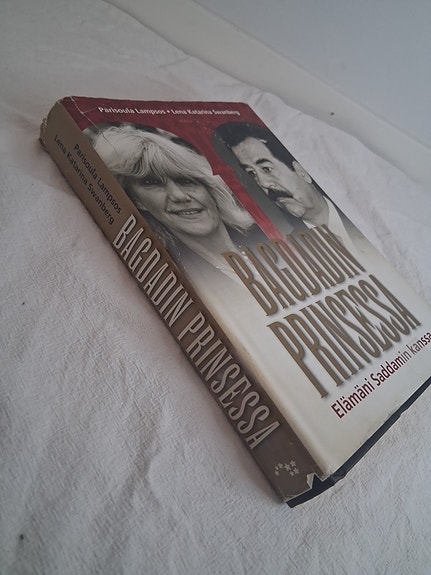 Parisoula Lampsos • Lena Katarina Swanberg
BAGDADIN
PRINSESSA
Elämäni Saddamin kanssa
Parisoula Lampsos
Lena Katarina Swanberg
BAGDADIN PRINSESSA